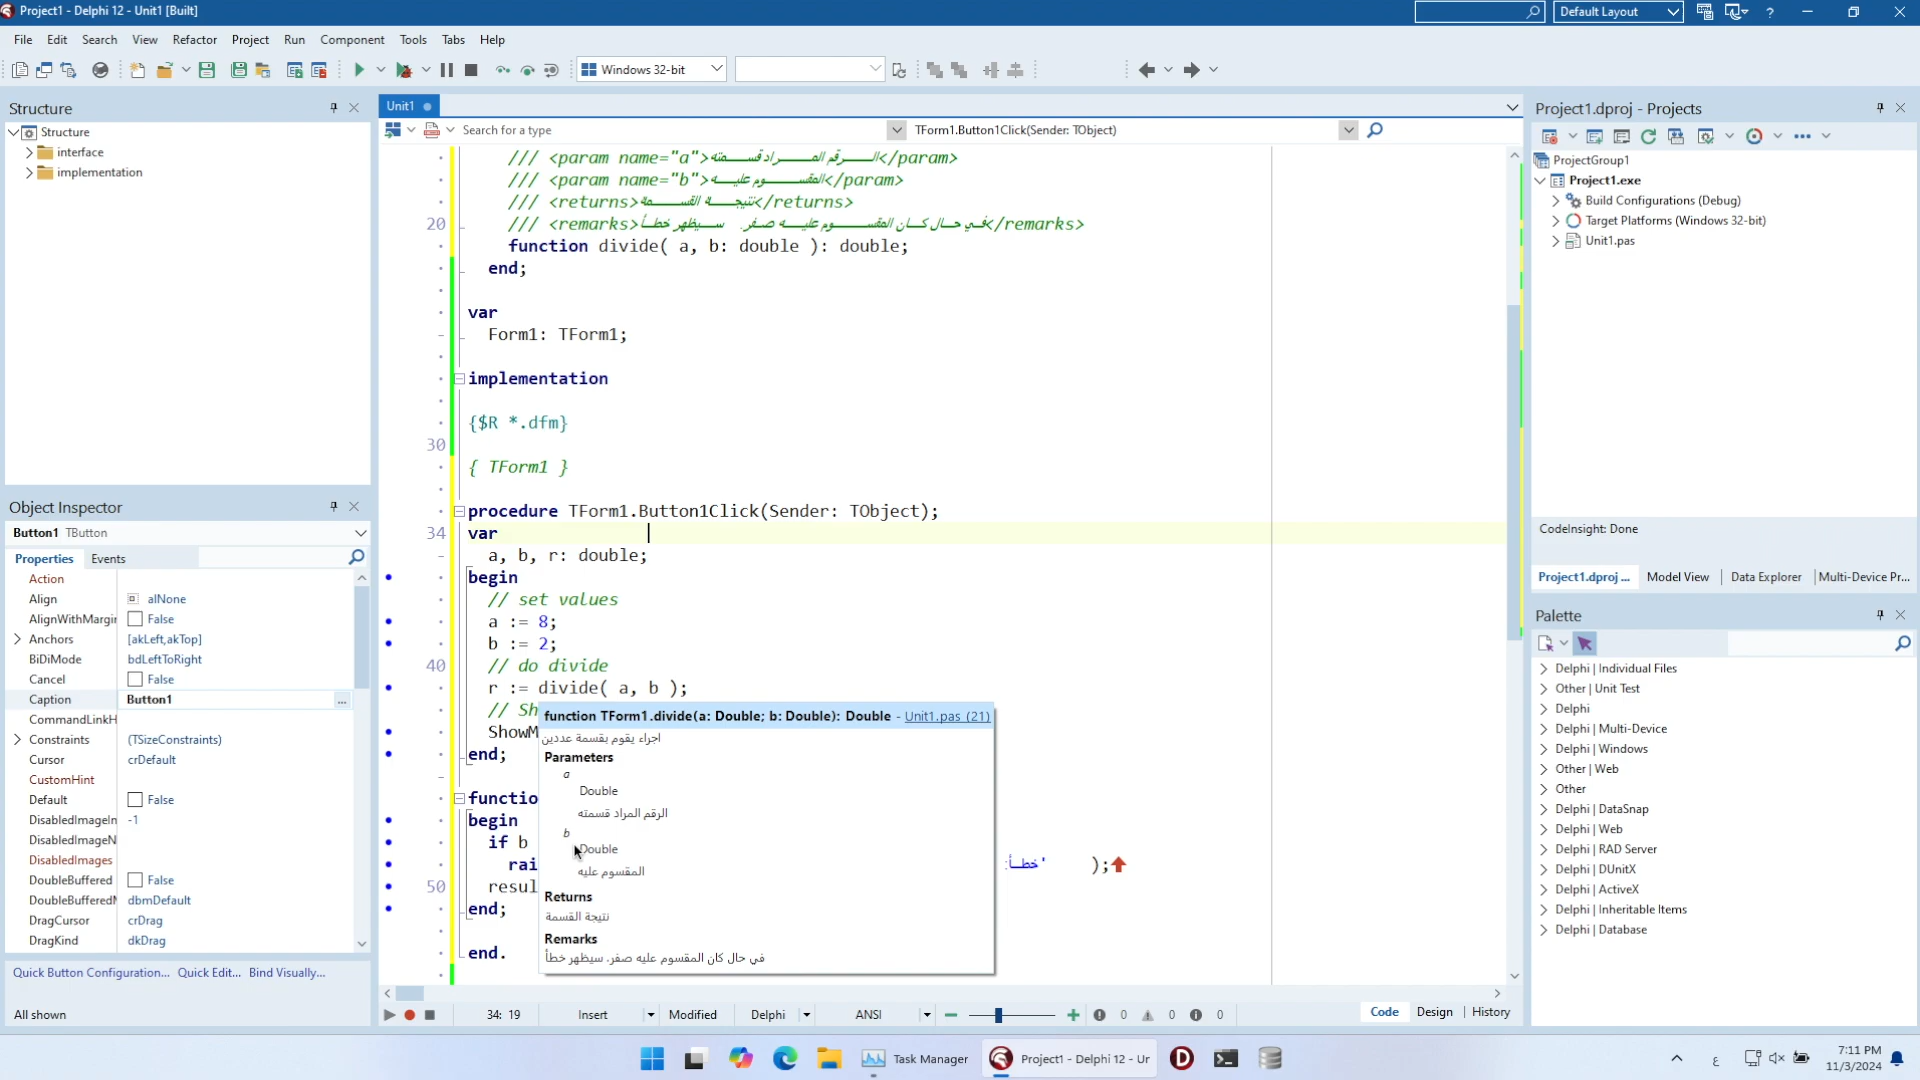 Project1 - Delphi 12 - Unit1 [Built]
Default Layout
?
File Edit Search View Refactor Project Run Component Tools Tabs Help
Windows 32-bit
Structure
Structure
interface
implementation
Object Inspector
Button1 TButton
Properties Events
Action
Align alNone
AlignWithMargi False
Anchors [akLeft,akTop]
BiDiMode bdLeftToRight
Cancel False
Caption Button1 ...
CommandLinkH
Constraints (TSizeConstraints)
Cursor crDefault
CustomHint
Default False
DisabledImageIn -1
DisabledImageN
DisabledImages
DoubleBuffered False
DoubleBufferedM dbmDefault
DragCursor crDrag
DragKind dkDrag
Quick Button Configuration... Quick Edit... Bind Visually...
All shown
Unit1
Search for a type
TForm1.Button1Click(Sender: TObject)
/// <param name="a">الرقم المراد قسمته</param>
/// <param name="b">المقسوم عليه</param>
/// <returns>نتيجة القسمة</returns>
20 /// <remarks>في حال كان المقسوم عليه صفر. سيظهر خطأ</remarks>
function divide( a, b: double ): double;
end;
var
Form1: TForm1;
implementation
{$R *.dfm}
30
{ TForm1 }
procedure TForm1.Button1Click(Sender: TObject);
34 var
a, b, r: double;
begin
// set values
a := 8;
b := 2;
40 // do divide
r := divide( a, b );
// Sh
ShowM
end;
functio
begin
if b
rai خطأ:' );
50 resul
end;
end.
function TForm1.divide(a: Double; b: Double): Double - Unit1.pas (21)
اجراء يقوم بقسمة عددين
Parameters
a
Double
الرقم المراد قسمته
b
Double
المقسوم عليه
Returns
نتيجة القسمة
Remarks
في حال كان المقسوم عليه صفر. سيظهر خطأ
34: 19 Insert Modified Delphi ANSI 0 0 0
Code Design History
Project1.dproj - Projects
ProjectGroup1
Project1.exe
Build Configurations (Debug)
Target Platforms (Windows 32-bit)
Unit1.pas
CodeInsight: Done
Project1.dproj ... Model View Data Explorer Multi-Device Pr...
Palette
Delphi | Individual Files
Other | Unit Test
Delphi
Delphi | Multi-Device
Delphi | Windows
Other | Web
Other
Delphi | DataSnap
Delphi | Web
Delphi | RAD Server
Delphi | DUnitX
Delphi | ActiveX
Delphi | Inheritable Items
Delphi | Database
Task Manager
Project1 - Delphi 12 - Ur
ع
7:11 PM
11/3/2024